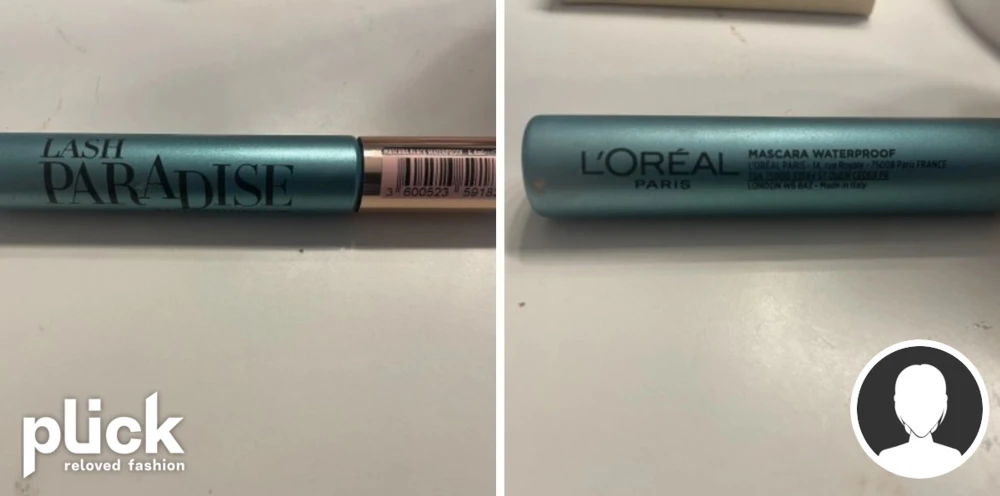 LASH
PARADISE
3 600523 59182
L'ORÉAL
PARIS
MASCARA WATERPROOF
L'ORÉAL PARIS - 14, rue Royale - 75008 Paris FRANCE
LONDON W6 8AZ - Made in Italy
plick
reloved fashion